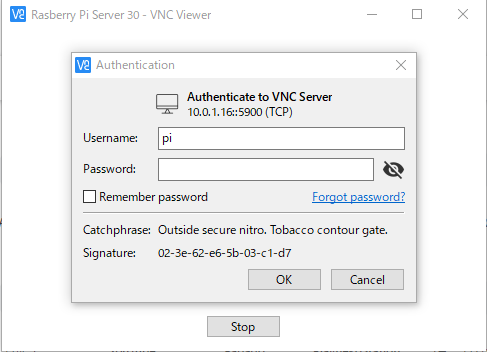 Rasberry Pi Server 30 - VNC Viewer
Authentication
Authenticate to VNC Server
10.0.1.16::5900 (TCP)
Username: pi
Password:
Remember password Forgot password?
Catchphrase: Outside secure nitro. Tobacco contour gate.
Signature: 02-3e-62-e6-5b-03-c1-d7
OK Cancel
Stop